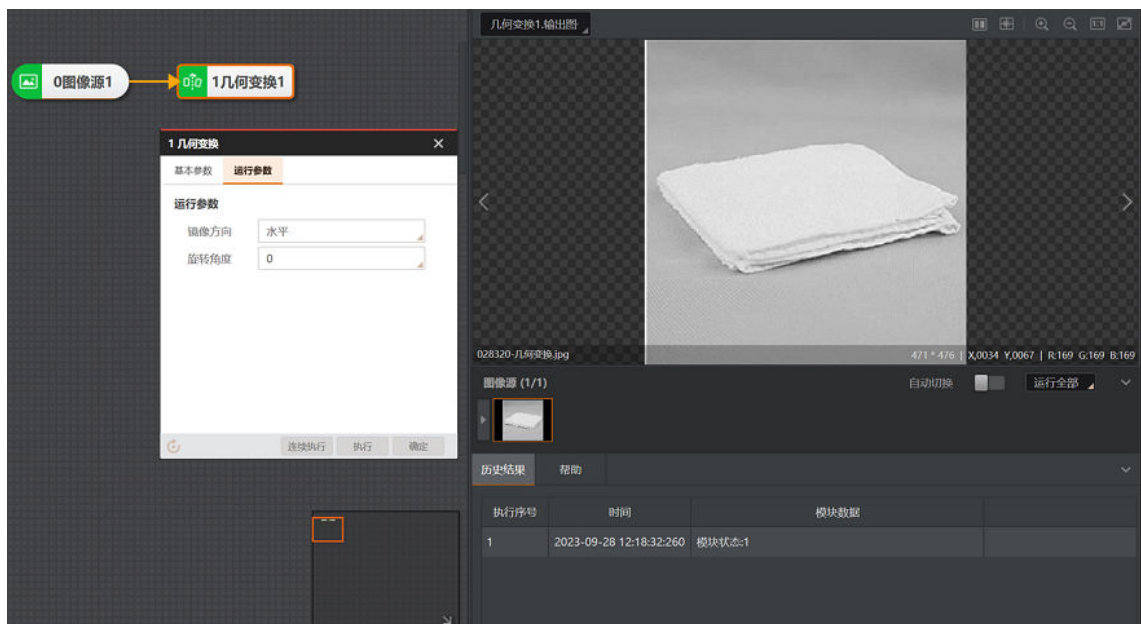 几何变换1.输出图
0图像源1
1几何变换1
1 几何变换
基本参数 运行参数
运行参数
镜像方向 水平
旋转角度 0
连续执行 执行 确定
028320-几何变换.jpg
471 * 476 | X,0034 Y,0067 | R:169 G:169 B:169
图像源 (1/1)
自动切换
运行全部
历史结果 帮助
执行序号 时间 模块数据
1 2023-09-28 12:18:32:260 模块状态:1